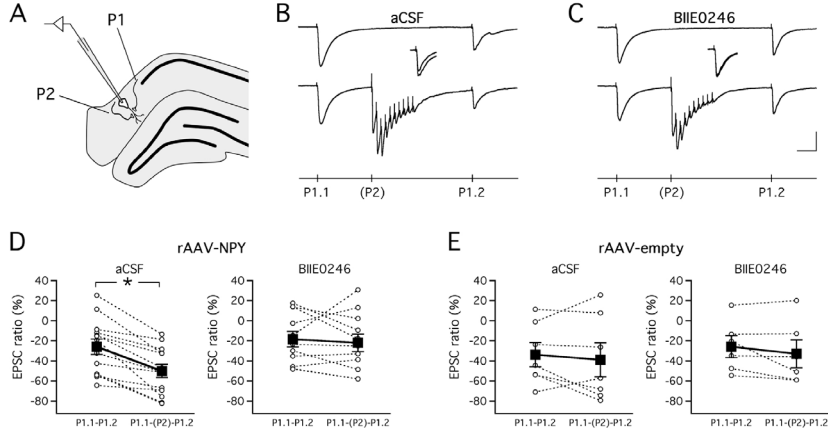 A
P1
P2
B
aCSF
P1.1 (P2) P1.2
C
BIIE0246
P1.1 (P2) P1.2
D
rAAV-NPY
aCSF
*
EPSC ratio (%)
40
20
0
-20
-40
-60
-80
P1.1-P1.2 P1.1-(P2)-P1.2
BIIE0246
EPSC ratio (%)
40
20
0
-20
-40
-60
-80
P1.1-P1.2 P1.1-(P2)-P1.2
E
rAAV-empty
aCSF
EPSC ratio (%)
40
20
0
-20
-40
-60
-80
P1.1-P1.2 P1.1-(P2)-P1.2
BIIE0246
EPSC ratio (%)
40
20
0
-20
-40
-60
-80
P1.1-P1.2 P1.1-(P2)-P1.2